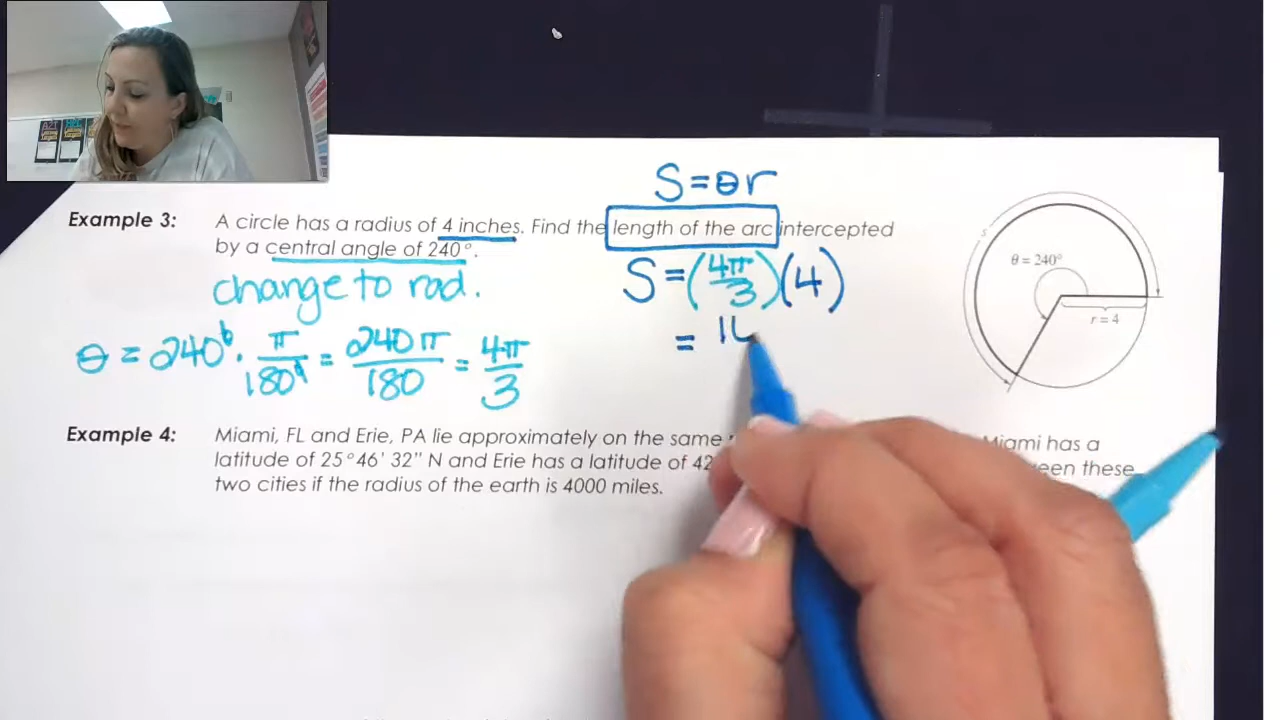 S = θr
Example 3: A circle has a radius of 4 inches. Find the length of the arc intercepted
by a central angle of 240°.
change to rad.
S = (4π/3)(4)
θ = 240° · π/180° = 240π/180 = 4π/3
=
s
θ = 240°
r = 4
Example 4: Miami, FL and Erie, PA lie approximately on the same Miami has a
latitude of 25° 46' 32" N and Erie has a latitude of 42 these
two cities if the radius of the earth is 4000 miles.